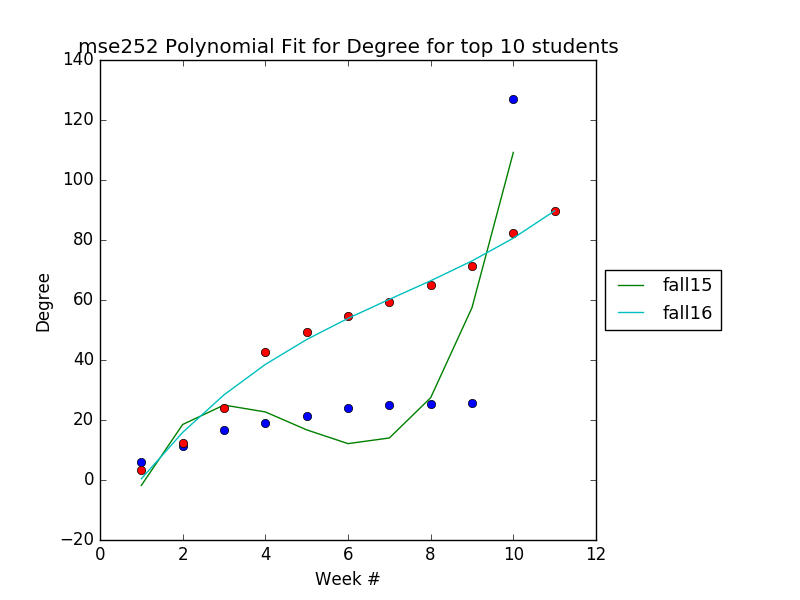 mse252 Polynomial Fit for Degree for top 10 students
140
120
100
80
60
40
20
0
−20
Degree
0 2 4 6 8 10 12
Week #
fall15
fall16